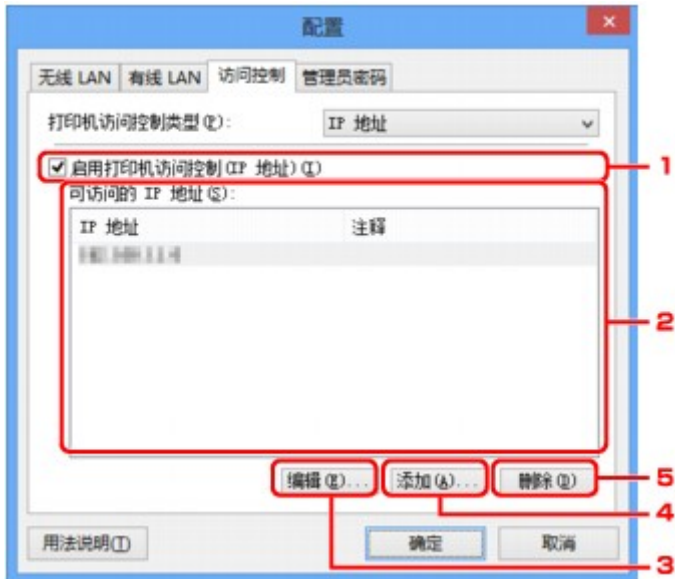 配置
无线 LAN 有线 LAN 访问控制 管理员密码
打印机访问控制类型(P): IP 地址
启用打印机访问控制(IP 地址)(I) 1
可访问的 IP 地址(S):
IP 地址 注释
2
编辑(E)... 添加(A)... 删除(D) 5
4
用法说明(T) 确定 取消
3